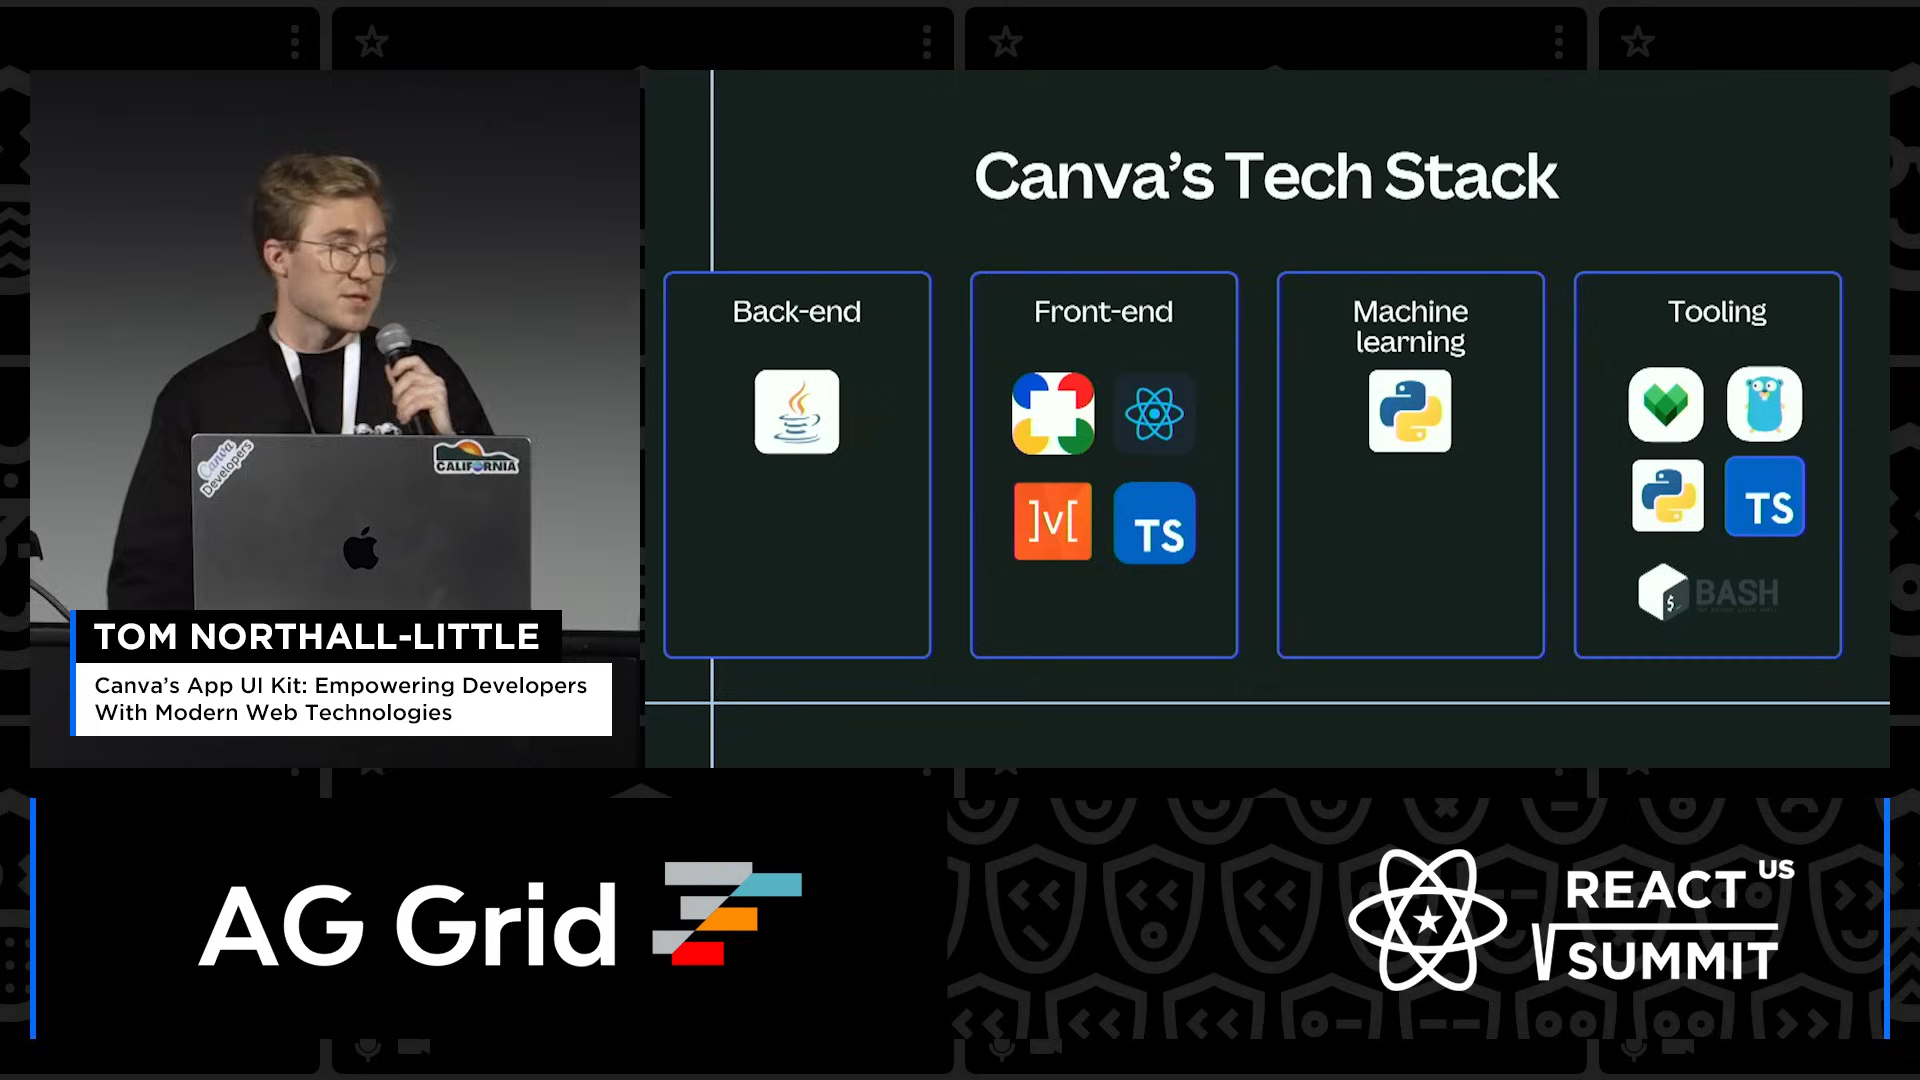 Canva's Tech Stack
Back-end
Front-end
Machine
learning
Tooling
]v[
TS
TS
$_
BASH
Canva
Developers
CALIFORNIA
TOM NORTHALL-LITTLE
Canva's App UI Kit: Empowering Developers
With Modern Web Technologies
AG Grid
REACT US
SUMMIT